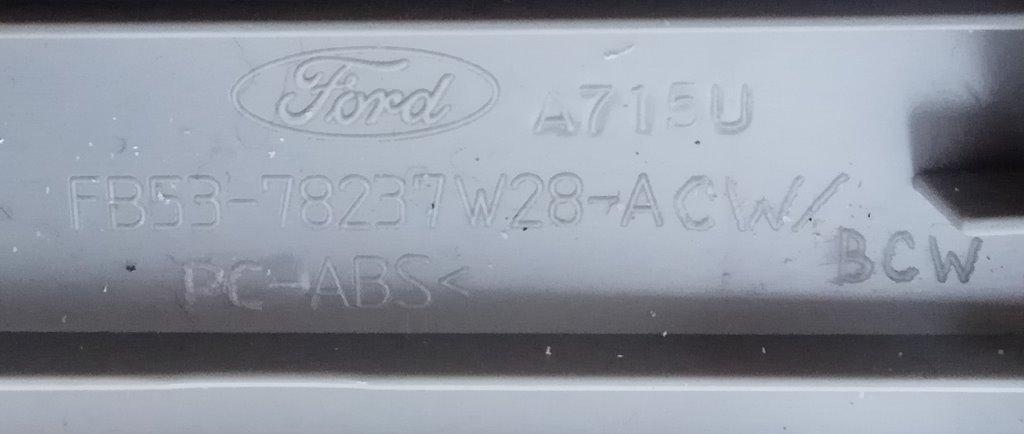 Ford A715U
FB53-78237W28-ACW/
BCW
PC-ABS<